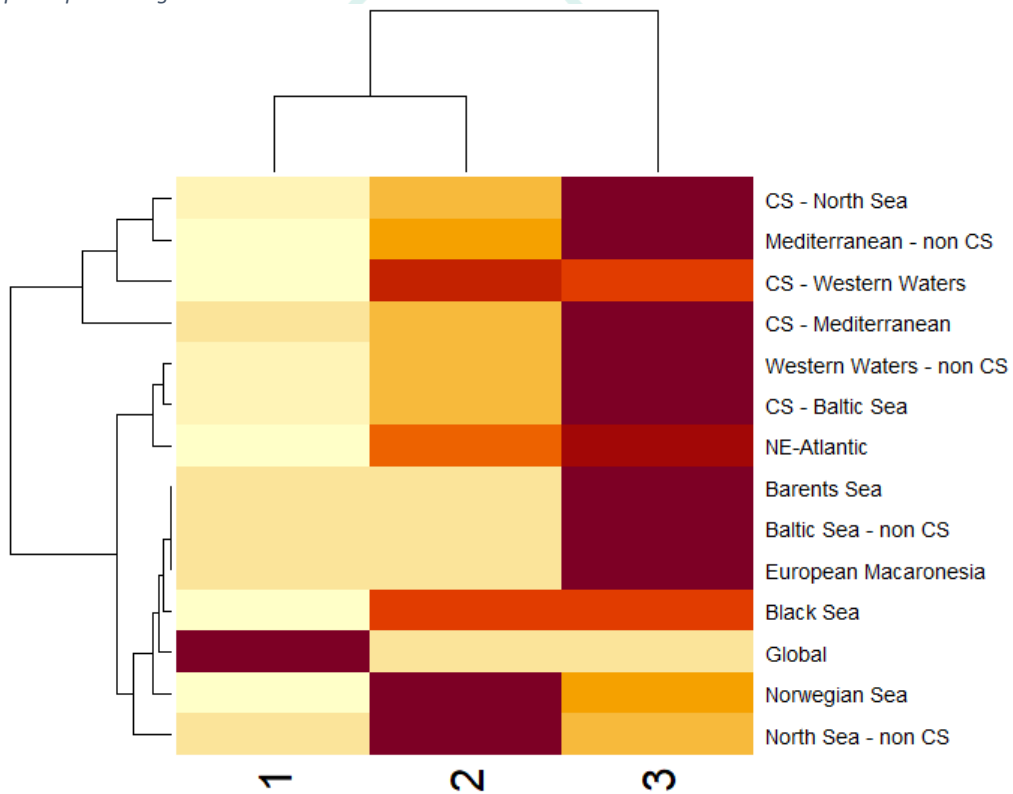 CS - North Sea
Mediterranean - non CS
CS - Western Waters
CS - Mediterranean
Western Waters - non CS
CS - Baltic Sea
NE-Atlantic
Barents Sea
Baltic Sea - non CS
European Macaronesia
Black Sea
Global
Norwegian Sea
North Sea - non CS
1 2 3